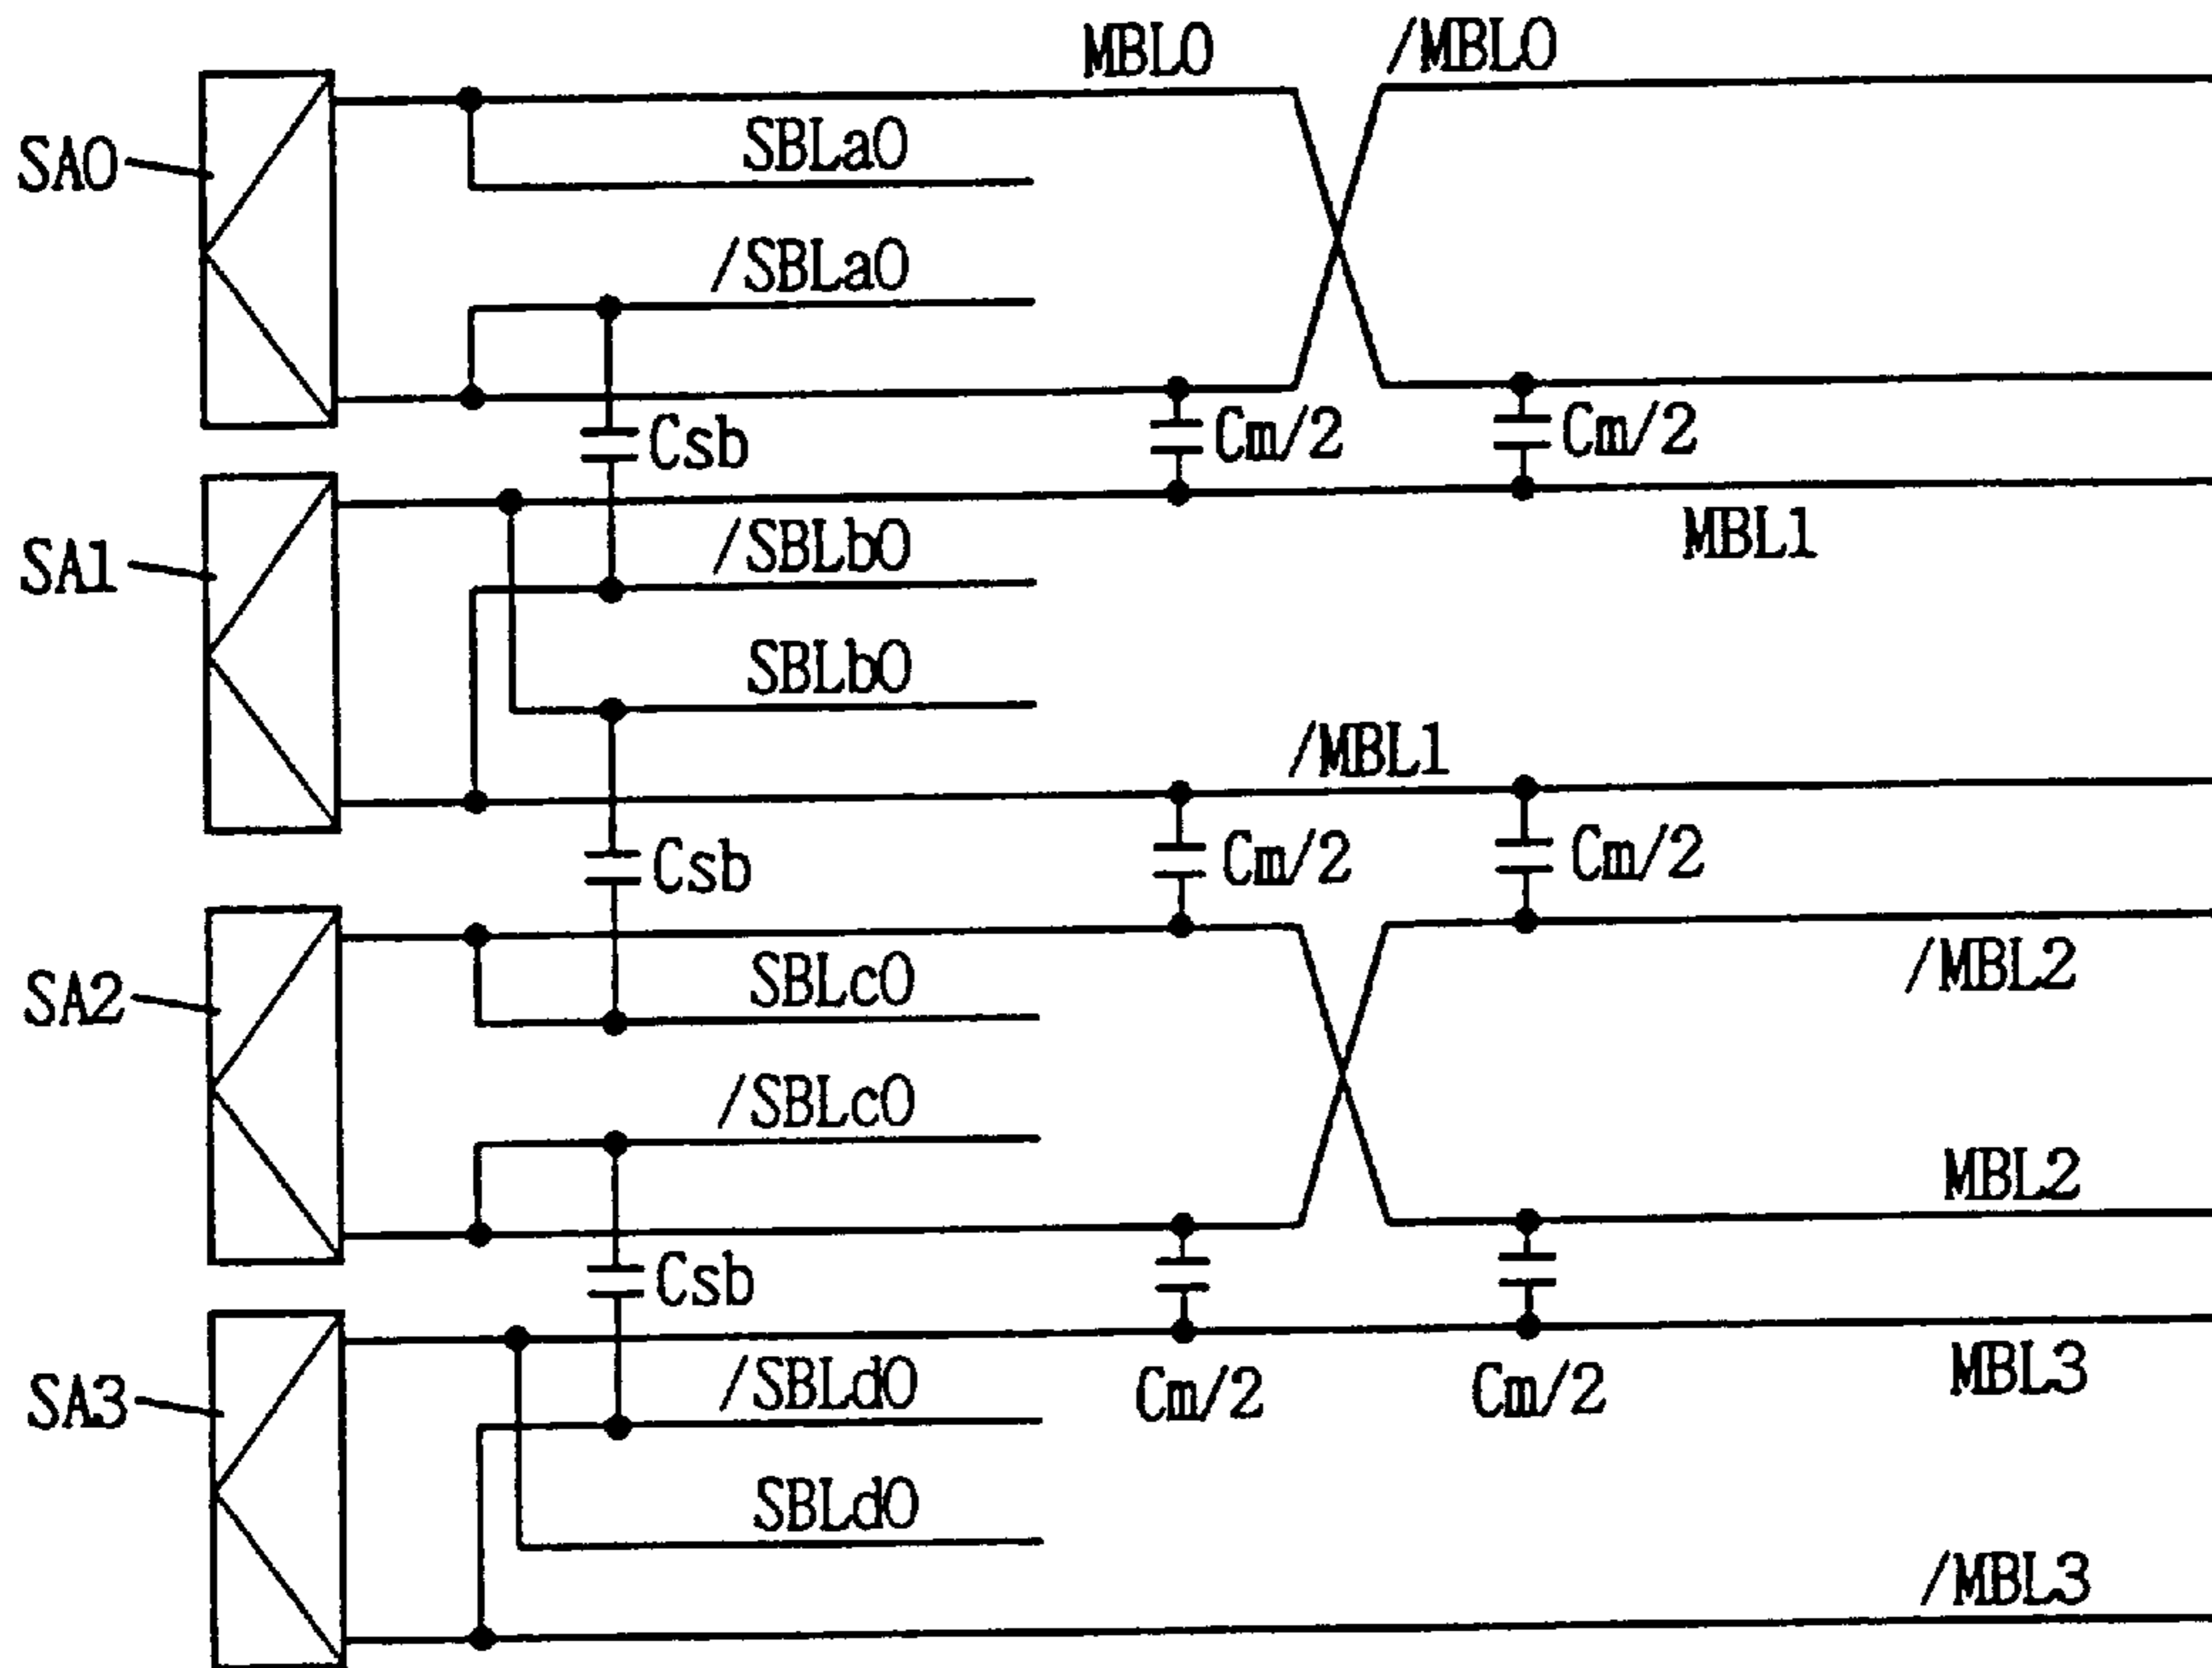 MBL0 /MBL0
SA0
SBLa0
/SBLa0
Csb Cm/2 Cm/2
SA1
/SBLb0
MBL1
SBLb0
/MBL1
Csb Cm/2 Cm/2
SA2
SBLc0
/MBL2
/SBLc0
MBL2
Csb
SA3
/SBLd0
Cm/2 Cm/2
MBL3
SBLd0
/MBL3